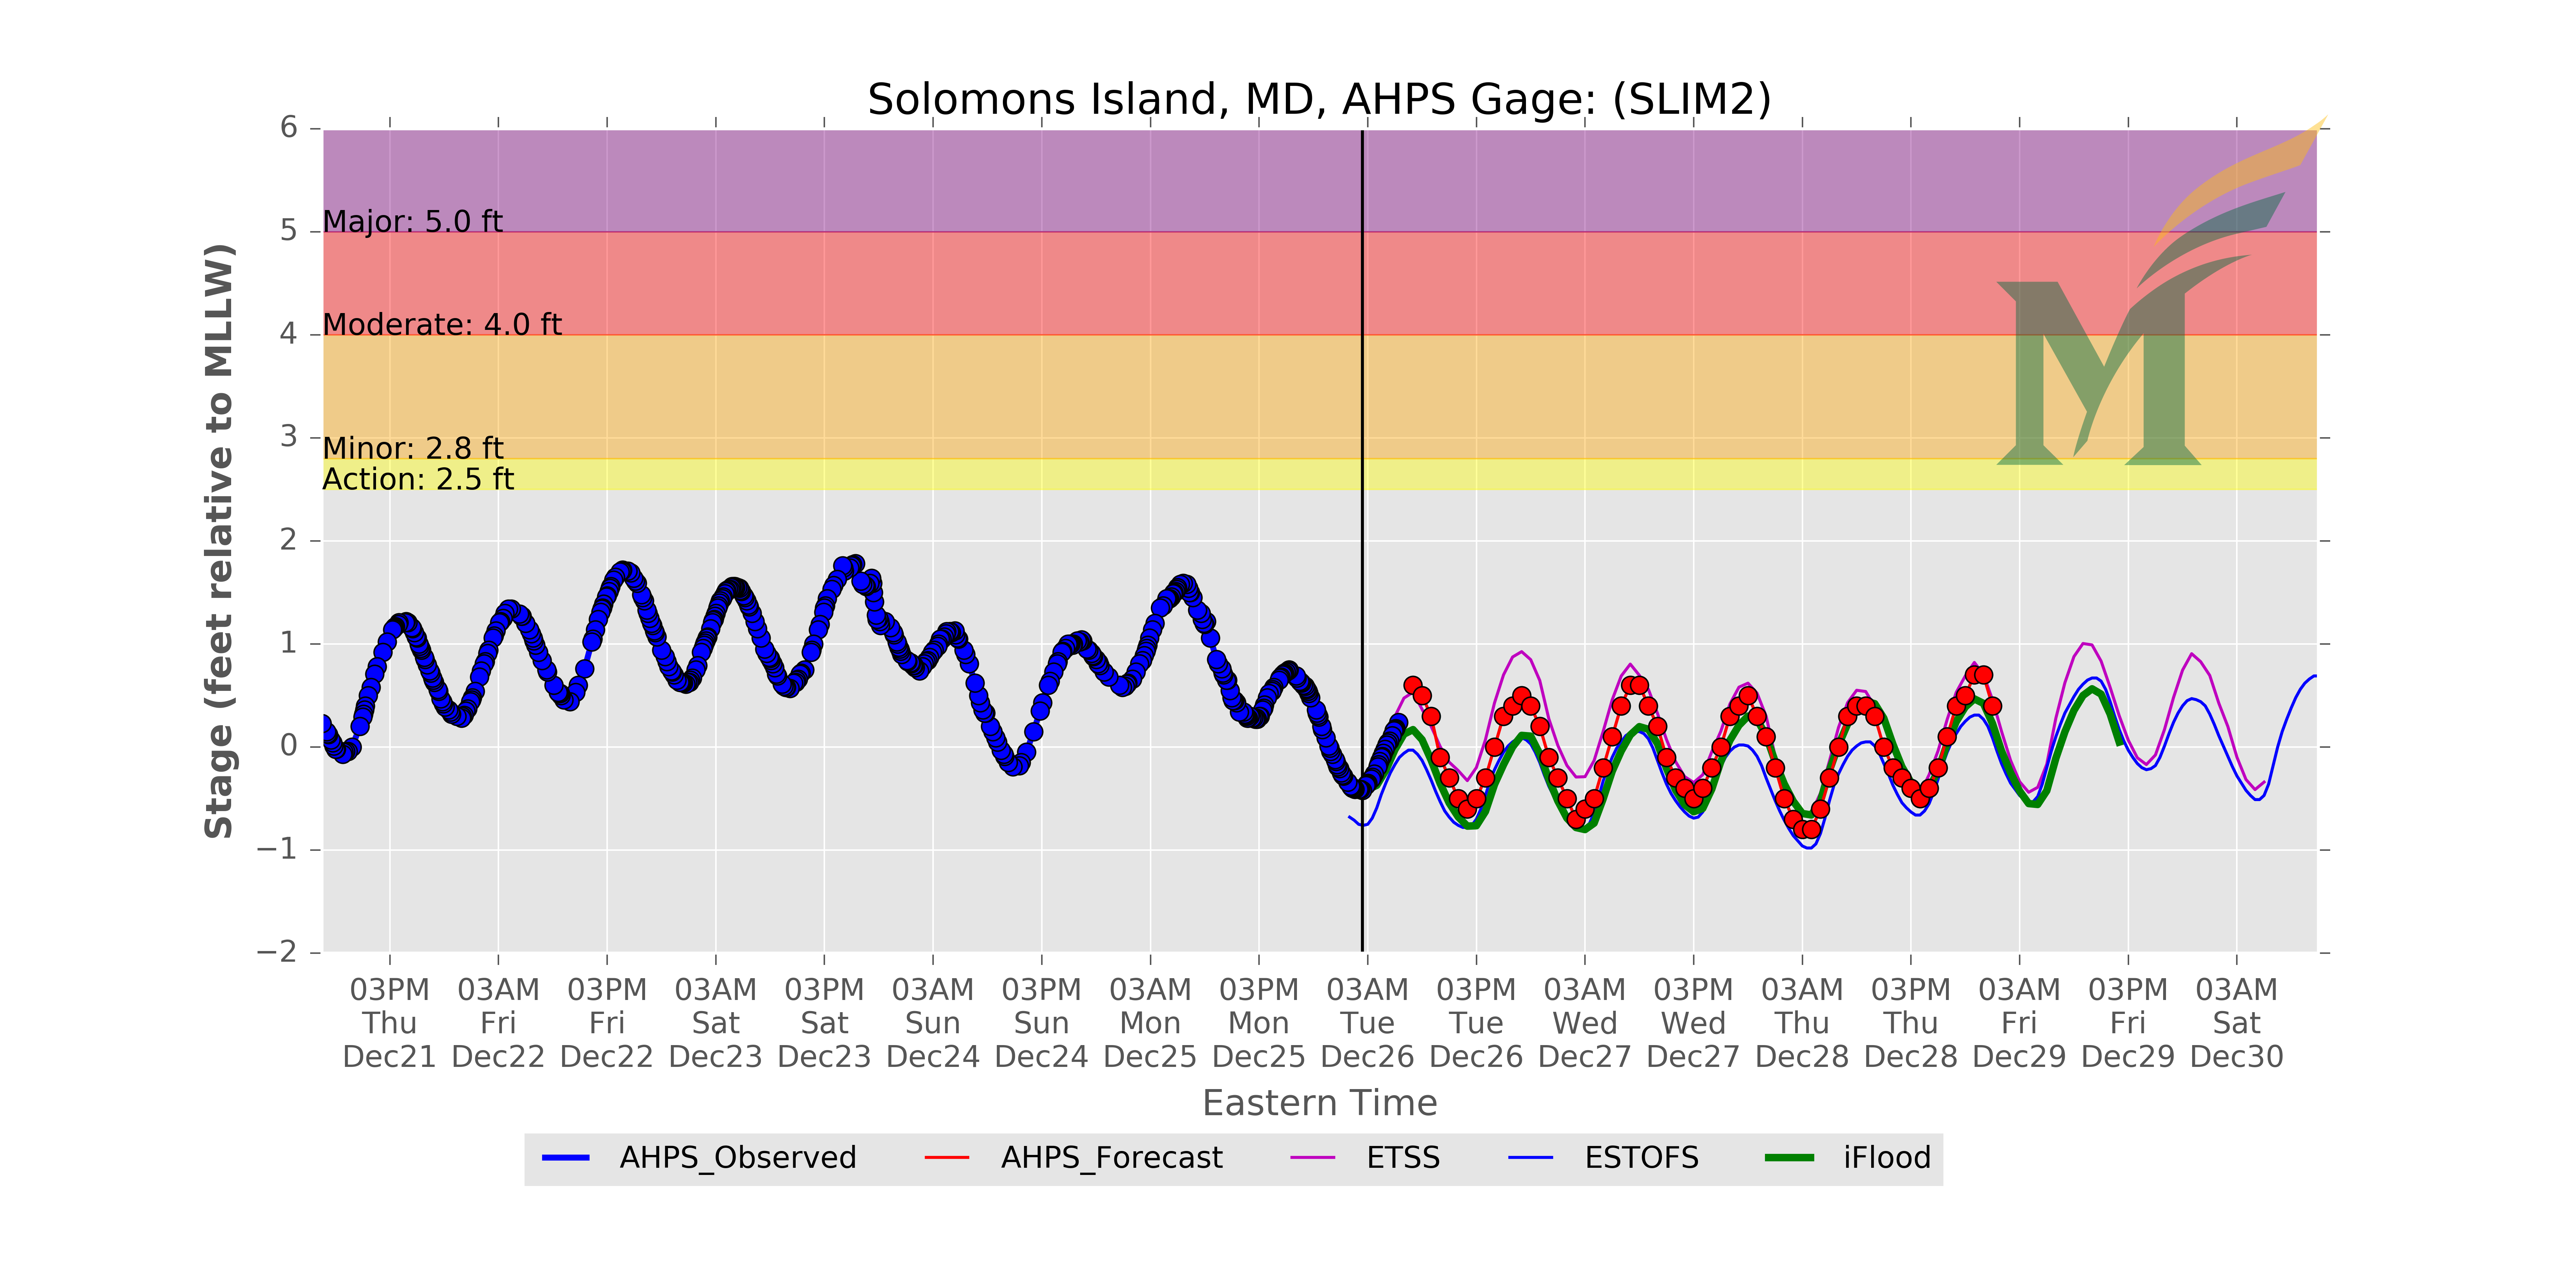 Solomons Island, MD, AHPS Gage: (SLIM2)
6
5
4
3
2
1
0
−1
−2
Stage (feet relative to MLLW)
Major: 5.0 ft
Moderate: 4.0 ft
Minor: 2.8 ft
Action: 2.5 ft
M
03PM 03AM 03PM 03AM 03PM 03AM 03PM 03AM 03PM 03AM 03PM 03AM 03PM 03AM 03PM 03AM 03PM 03AM
Thu Fri Fri Sat Sat Sun Sun Mon Mon Tue Tue Wed Wed Thu Thu Fri Fri Sat
Dec21 Dec22 Dec22 Dec23 Dec23 Dec24 Dec24 Dec25 Dec25 Dec26 Dec26 Dec27 Dec27 Dec28 Dec28 Dec29 Dec29 Dec30
Eastern Time
AHPS_Observed AHPS_Forecast ETSS ESTOFS iFlood